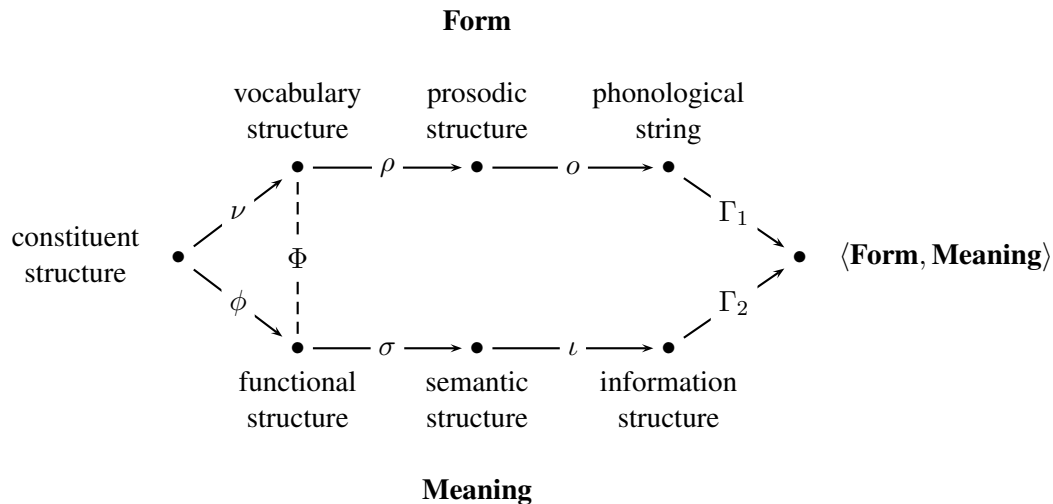 Form
vocabulary
structure
prosodic
structure
phonological
string
ρ
o
ν
Γ1
constituent
structure
Φ
⟨Form, Meaning⟩
ϕ
Γ2
σ
ι
functional
structure
semantic
structure
information
structure
Meaning